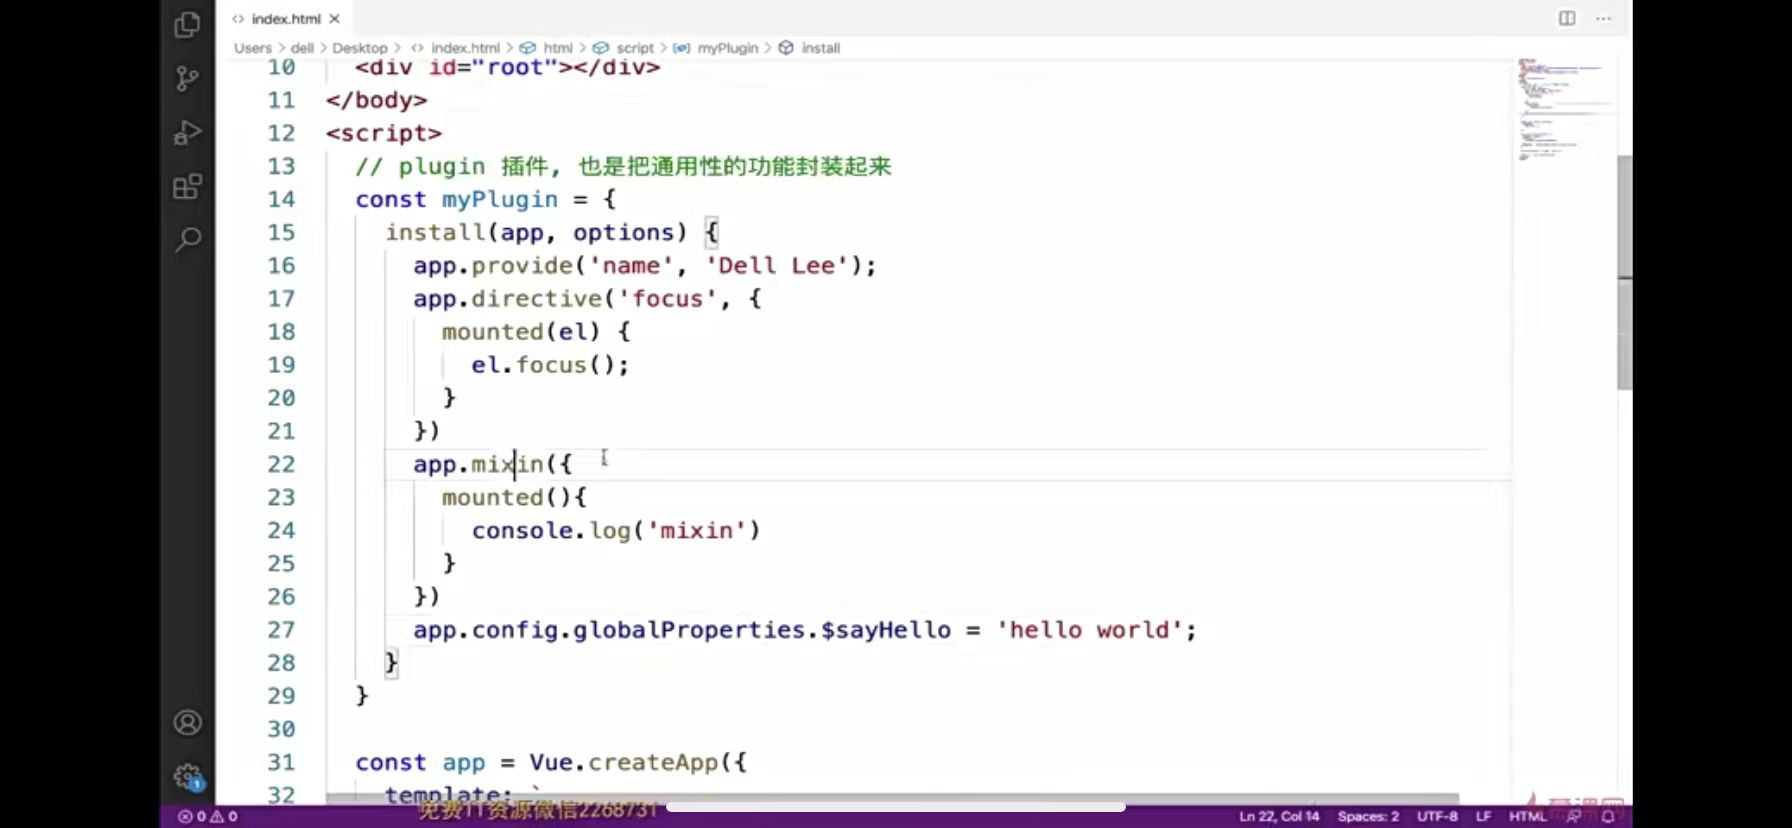 index.html
Users > dell > Desktop > index.html > html > script > myPlugin > install
10 <div id="root"></div>
11 </body>
12 <script>
13 // plugin 插件, 也是把通用性的功能封装起来
14 const myPlugin = {
15 install(app, options) {
16 app.provide('name', 'Dell Lee');
17 app.directive('focus', {
18 mounted(el) {
19 el.focus();
20 }
21 })
22 app.mixin({
23 mounted(){
24 console.log('mixin')
25 }
26 })
27 app.config.globalProperties.$sayHello = 'hello world';
28 }
29 }
30
31 const app = Vue.createApp({
32 template: `
免费IT资源微信2268731
0 0 Ln 22, Col 14 Spaces: 2 UTF-8 LF HTML
1
慕课网